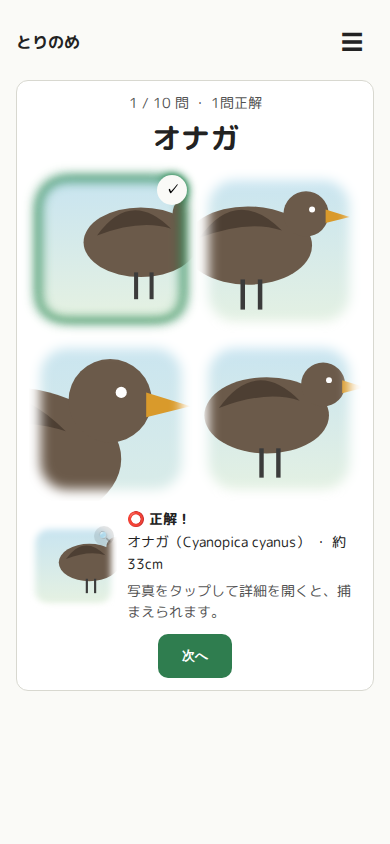 とりのめ
1 / 10 問 ・ 1問正解
オナガ
✓
⭕ 正解！
オナガ（Cyanopica cyanus） ・ 約
33cm
写真をタップして詳細を開くと、捕
まえられます。
次へ